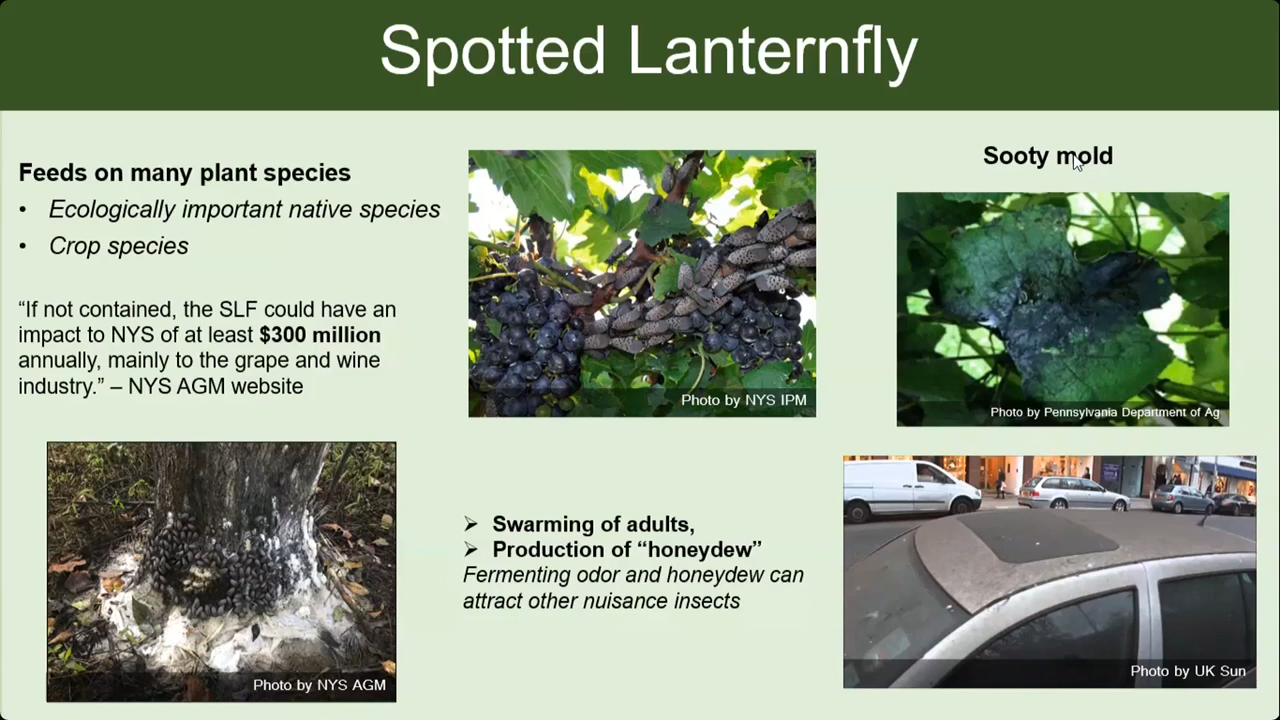 Spotted Lanternfly
Feeds on many plant species
• Ecologically important native species
• Crop species
“If not contained, the SLF could have an
impact to NYS of at least $300 million
annually, mainly to the grape and wine
industry.” – NYS AGM website
Photo by NYS AGM
Photo by NYS IPM
➢ Swarming of adults,
➢ Production of “honeydew”
Fermenting odor and honeydew can
attract other nuisance insects
Sooty mold
Photo by Pennsylvania Department of Ag
Photo by UK Sun